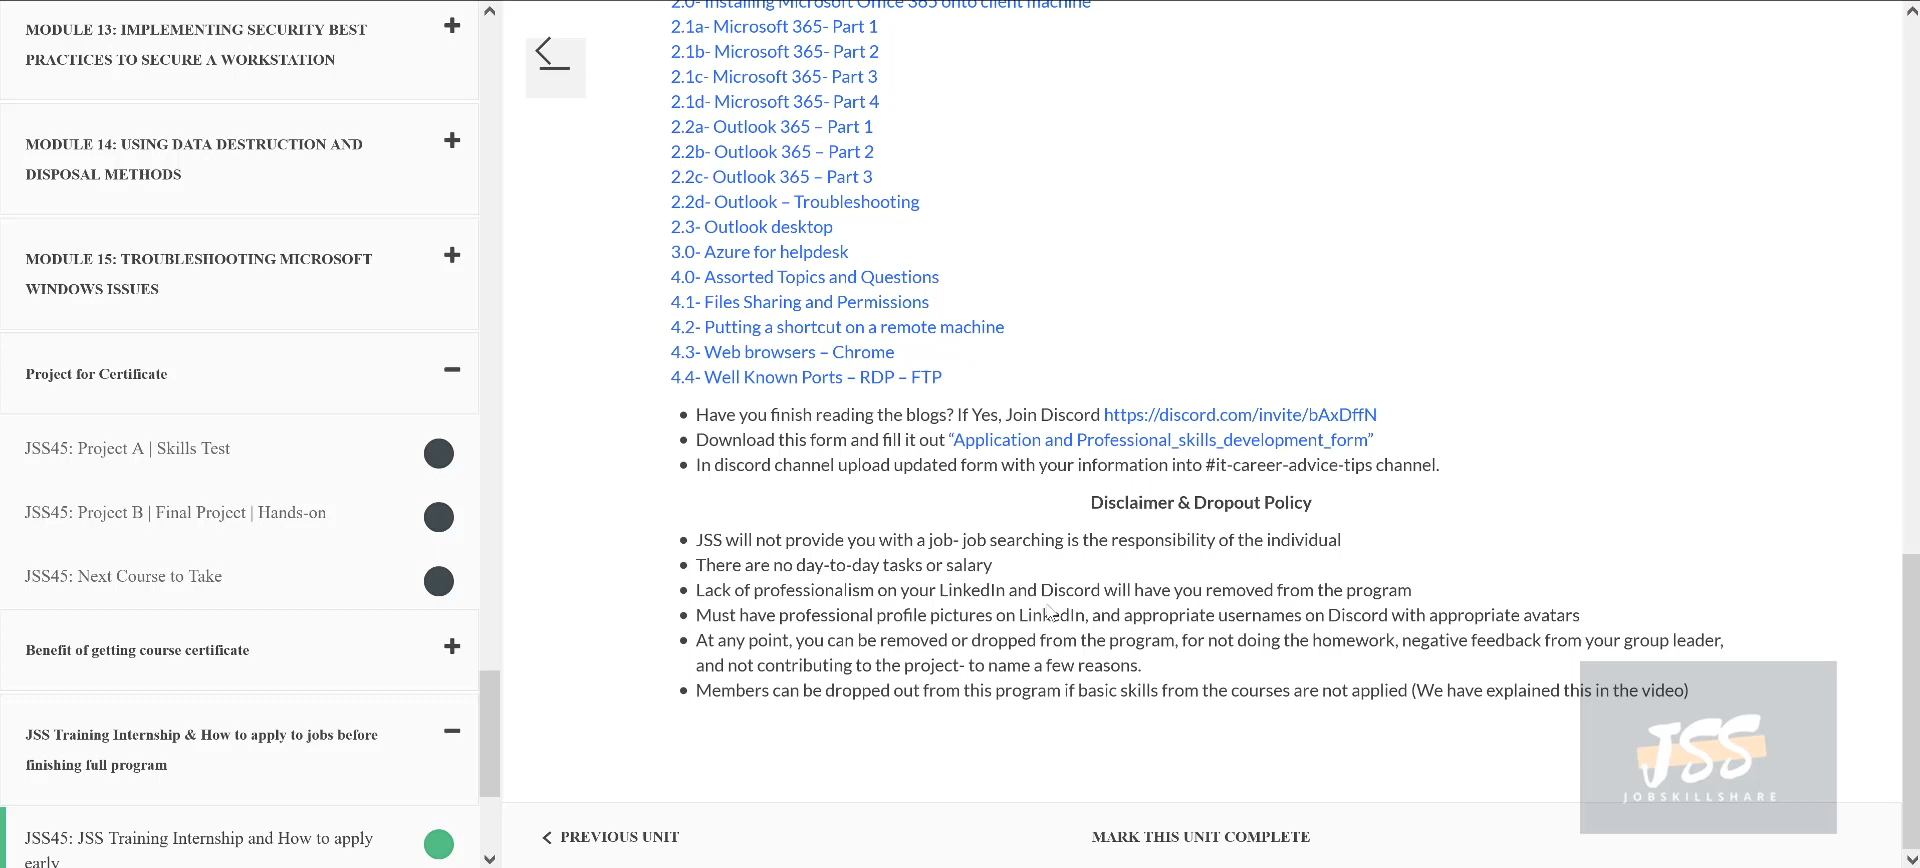 MODULE 13: IMPLEMENTING SECURITY BEST
PRACTICES TO SECURE A WORKSTATION
MODULE 14: USING DATA DESTRUCTION AND
DISPOSAL METHODS
MODULE 15: TROUBLESHOOTING MICROSOFT
WINDOWS ISSUES
Project for Certificate
JSS45: Project A | Skills Test
JSS45: Project B | Final Project | Hands-on
JSS45: Next Course to Take
Benefit of getting course certificate
JSS Training Internship & How to apply to jobs before
finishing full program
JSS45: JSS Training Internship and How to apply
early
2.0- Installing Microsoft Office 365 onto client machine
2.1a- Microsoft 365- Part 1
2.1b- Microsoft 365- Part 2
2.1c- Microsoft 365- Part 3
2.1d- Microsoft 365- Part 4
2.2a- Outlook 365 – Part 1
2.2b- Outlook 365 – Part 2
2.2c- Outlook 365 – Part 3
2.2d- Outlook – Troubleshooting
2.3- Outlook desktop
3.0- Azure for helpdesk
4.0- Assorted Topics and Questions
4.1- Files Sharing and Permissions
4.2- Putting a shortcut on a remote machine
4.3- Web browsers – Chrome
4.4- Well Known Ports – RDP – FTP
Have you finish reading the blogs? If Yes, Join Discord https://discord.com/invite/bAxDffN
Download this form and fill it out “Application and Professional_skills_development_form”
In discord channel upload updated form with your information into #it-career-advice-tips channel.
Disclaimer & Dropout Policy
JSS will not provide you with a job- job searching is the responsibility of the individual
There are no day-to-day tasks or salary
Lack of professionalism on your LinkedIn and Discord will have you removed from the program
Must have professional profile pictures on LinkedIn, and appropriate usernames on Discord with appropriate avatars
At any point, you can be removed or dropped from the program, for not doing the homework, negative feedback from your group leader,
and not contributing to the project- to name a few reasons.
Members can be dropped out from this program if basic skills from the courses are not applied (We have explained this in the video)
JSS
JOBSKILLSHARE
PREVIOUS UNIT
MARK THIS UNIT COMPLETE